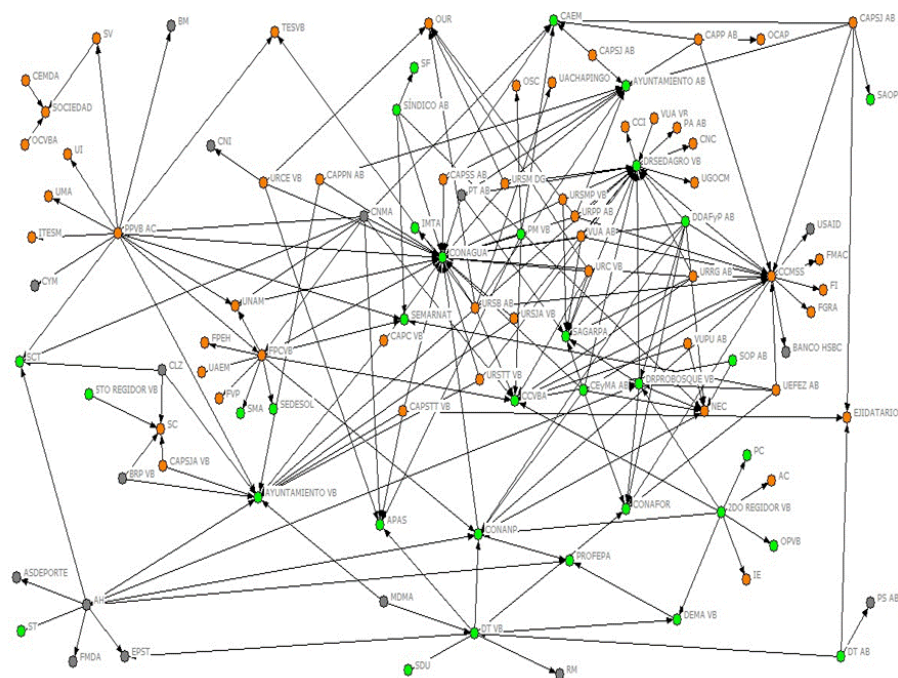 BM
SV
TESVB
OUR
CAEM
CAPSJ AB
CAPP AB
OCAP
CAPSJ AB
SF
CEMDA
OSC
UACHAPINGO
AYUNTAMIENTO AB
SAOP
SOCIEDAD
SÍNDICO AB
CCI
VUA VR
PA AB
OCVBA
CNI
CNC
UI
DRSEDAGRO VB
URCE VB
CAPPN AB
CAPSS AB
URSM DG
UGOCM
UMA
PT AB
URSMP VB
CNMA
URPP AB
IMTA
DDAFyP AB
USAID
ITESM
PPVB AC
PM VB
VUA AB
CONAGUA
FMAC
CYM
URC VB
URRG AB
CCMSS
FI
UNAM
URSB AB
FGRA
SEMARNAT
URSJA VB
SAGARPA
FPEH
CAPC VB
VUPU AB
BANCO HSBC
SCT
FPCVB
CLZ
UAEM
URSTT VB
SOP AB
STO REGIDOR VB
FVP
CEyMA AB
DRPROBOSQUE VB
UEFEZ AB
SMA
SEDESOL
CCVBA
CAPSTT VB
NEC
EJIDATARIO
SC
PC
BRP VB
CAPSJA VB
AC
AYUNTAMIENTO VB
CONAFOR
2DO REGIDOR VB
APAS
CONANP
OPVB
PROFEPA
IE
ASDEPORTE
AH
MDMA
PS AB
DEMA VB
ST
DT VB
EPST
DT AB
FMDA
SDU
RM